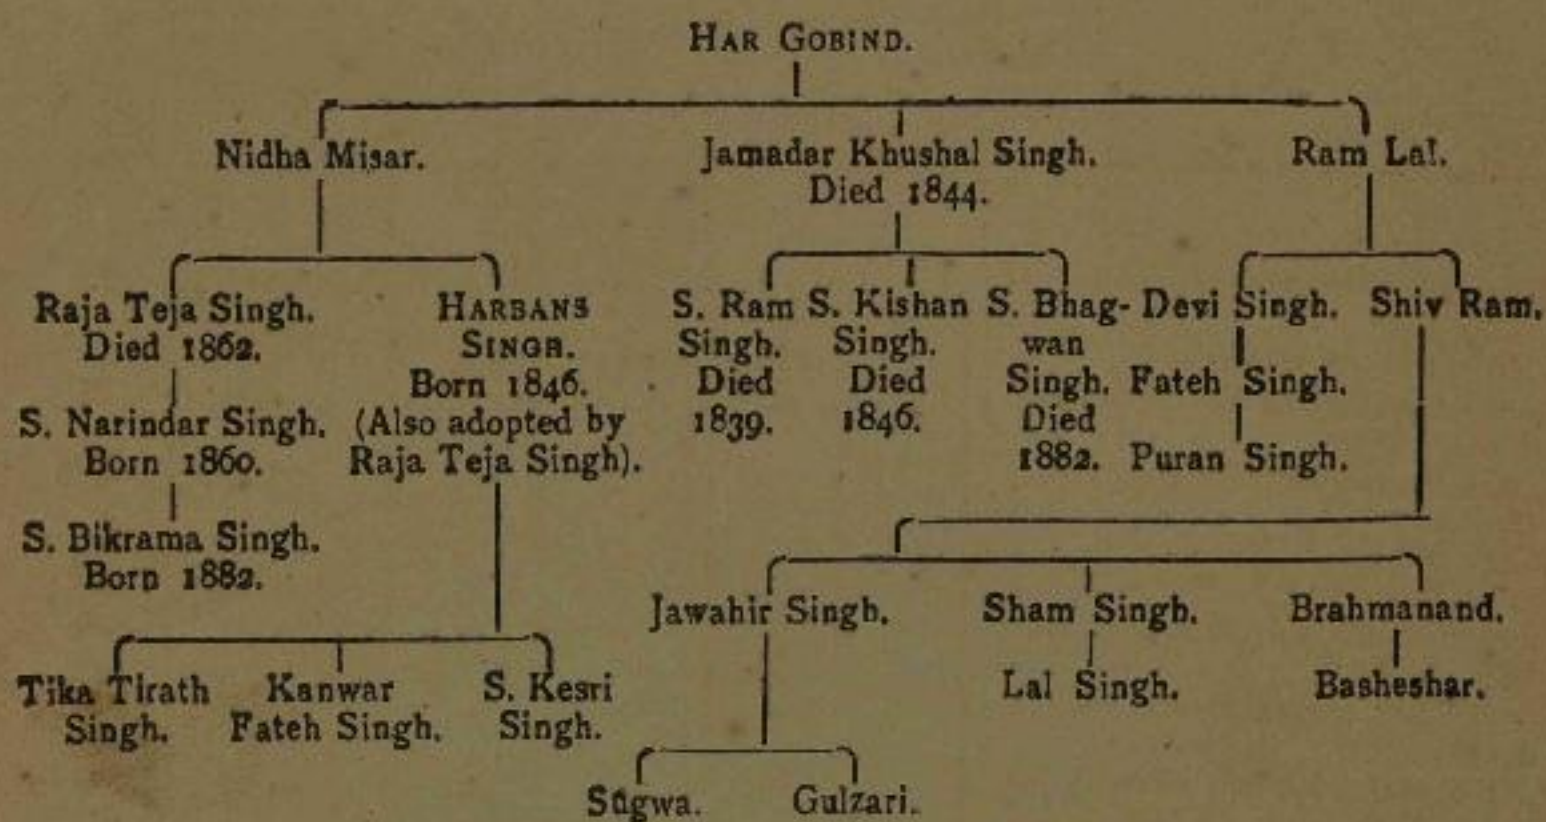 HAR GOBIND.
Nidha Misar. Jamadar Khushal Singh. Ram Lal.
Died 1844.
Raja Teja Singh. HARBANS S. Ram S. Kishan S. Bhag- Devi Singh. Shiv Ram.
Died 1862. SINGH. Singh. Singh. wan
Born 1846. Died Died Singh. Fateh Singh.
S. Narindar Singh. (Also adopted by 1839. 1846. Died
Born 1860. Raja Teja Singh). 1882. Puran Singh.
S. Bikrama Singh.
Born 1882.
Jawahir Singh. Sham Singh. Brahmanand.
Tika Tirath Kanwar S. Kesri Lal Singh. Basheshar.
Singh. Fateh Singh. Singh.
Sûgwa. Gulzari.